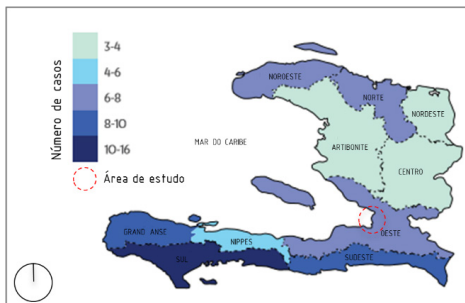 Número de casos
3-4
4-6
6-8
8-10
10-16
Área de estudo
MAR DO CARIBE
NOROESTE
NORTE
NORDESTE
ARTIBONITE
CENTRO
OESTE
GRAND ANSE
NIPPES
SUL
SUDESTE